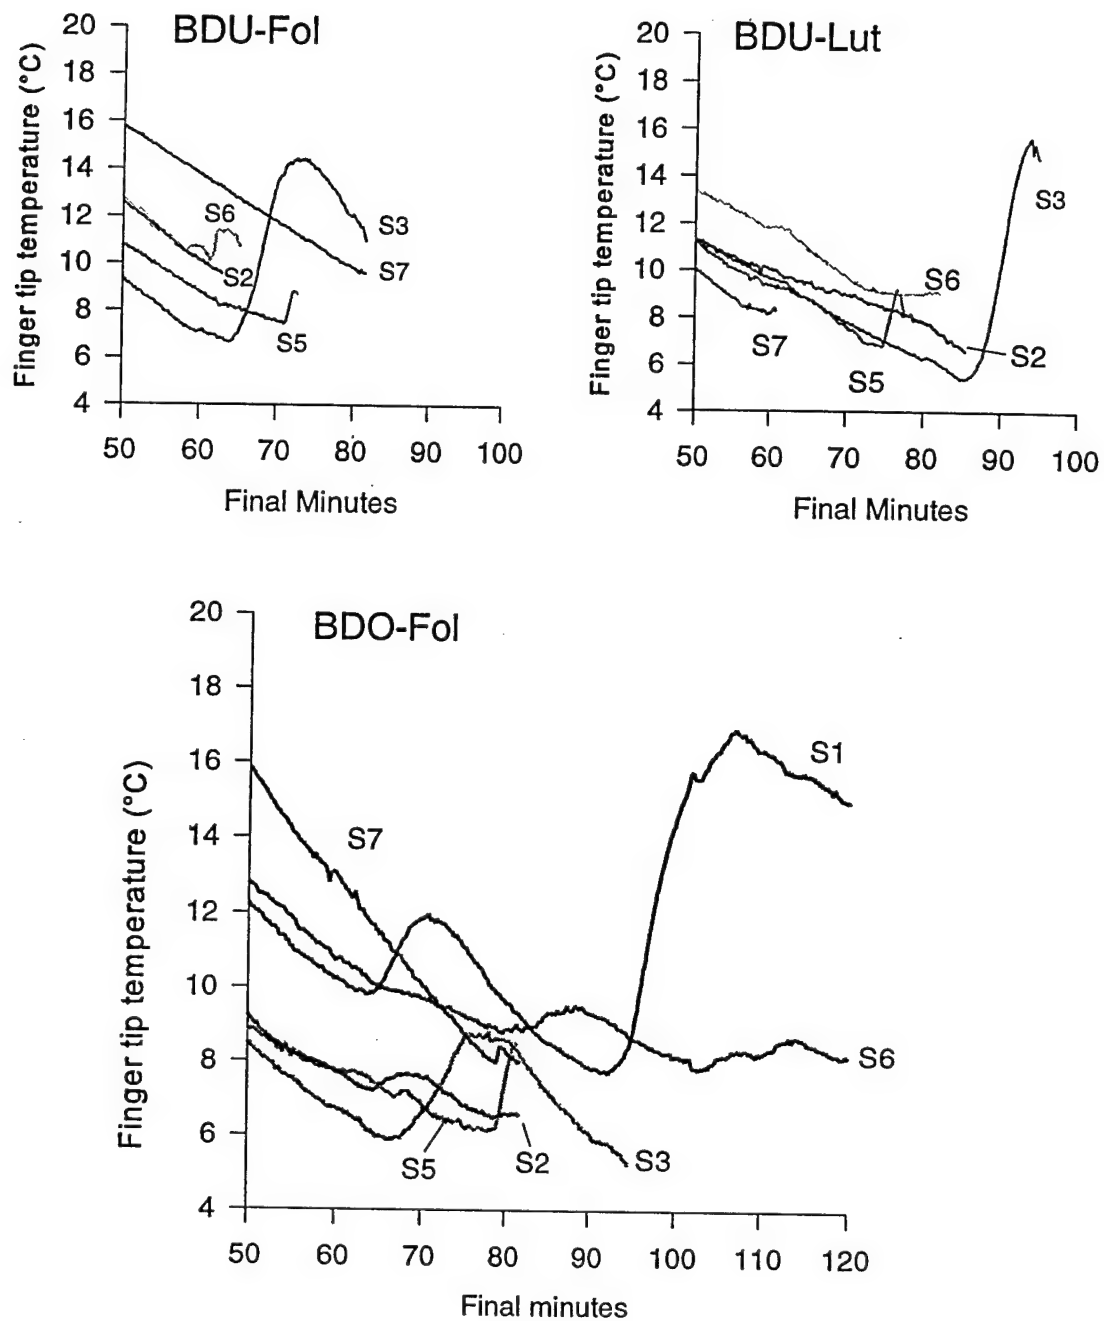 BDU-Fol
Finger tip temperature (°C)
20
18
16
14
12
10
8
6
4
S6
S2
S3
S7
S5
50 60 70 80 90 100
Final Minutes
BDU-Lut
Finger tip temperature (°C)
20
18
16
14
12
10
8
6
4
S3
S6
S7
S2
S5
50 60 70 80 90 100
Final Minutes
BDO-Fol
Finger tip temperature (°C)
20
18
16
14
12
10
8
6
4
S1
S7
S6
S5
S2
S3
50 60 70 80 90 100 110 120
Final minutes